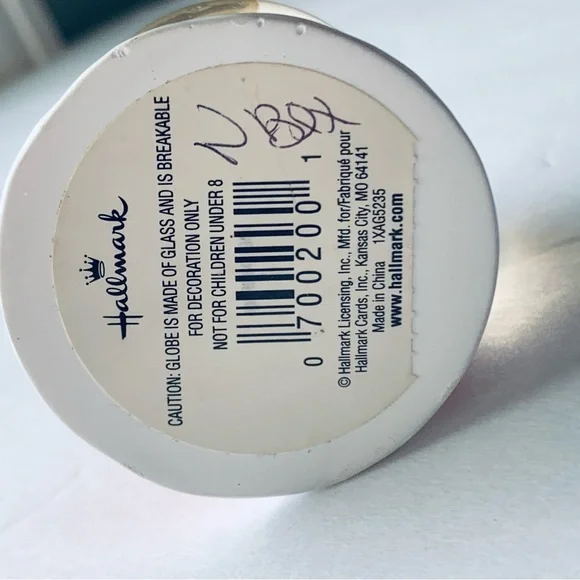 Hallmark
CAUTION: GLOBE IS MADE OF GLASS AND IS BREAKABLE
FOR DECORATION ONLY
NOT FOR CHILDREN UNDER 8
N Box
0 70020 0 1
© Hallmark Licensing, Inc., Mfd. for/Fabriqué pour
Hallmark Cards, Inc., Kansas City, MO 64141
Made in China 1XAG5235
www.hallmark.com